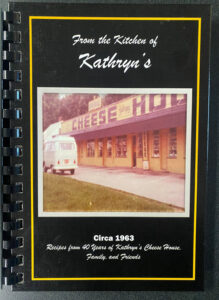 From the Kitchen of
Kathryn's
CHEESE HOU
Circa 1963
Recipes from 40 Years of Kathryn's Cheese House,
Family, and Friends